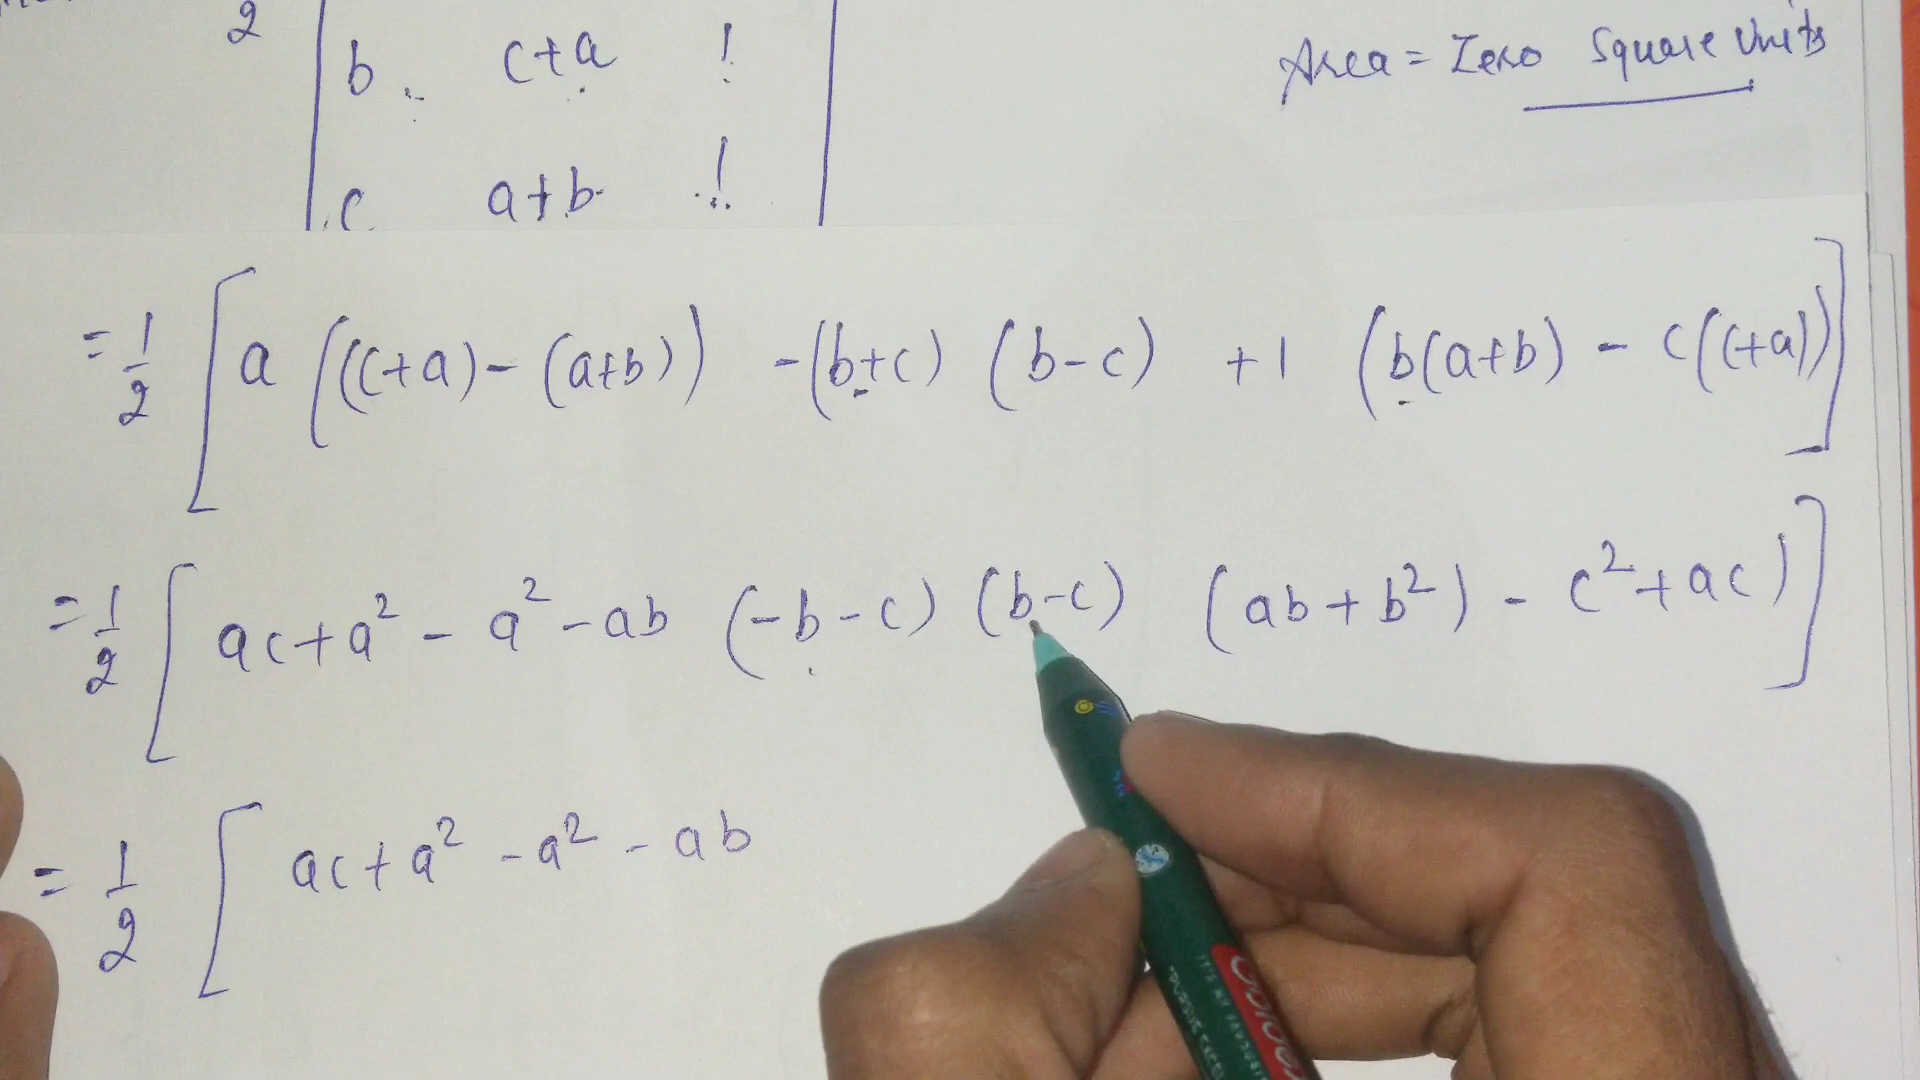 2
b c+a 1
Area = Zero Square Units
c a+b 1
= 1/2 [ a ((c+a) - (a+b)) - (b+c) (b-c) + 1 (b(a+b) - c(c+a)) ]
= 1/2 [ ac + a² - a² - ab (-b-c) (b-c) (ab+b²) - c² + ac) ]
= 1/2 [ ac + a² - a² - ab